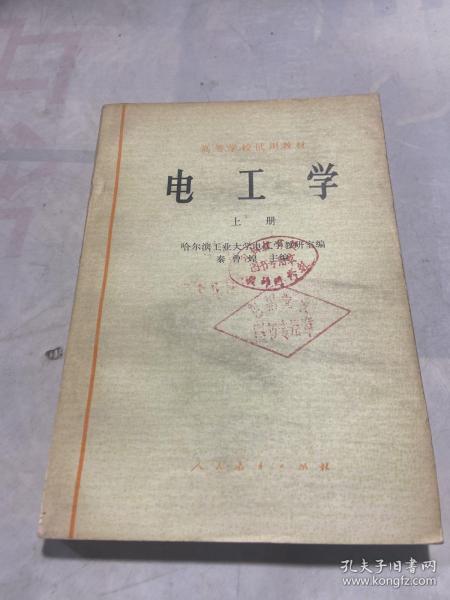 高等学校试用教材
电工学
上册
哈尔滨工业大学电工学教研室编
秦曾煌 主编
人民教育出版社
孔夫子旧书网
www.kongfz.com